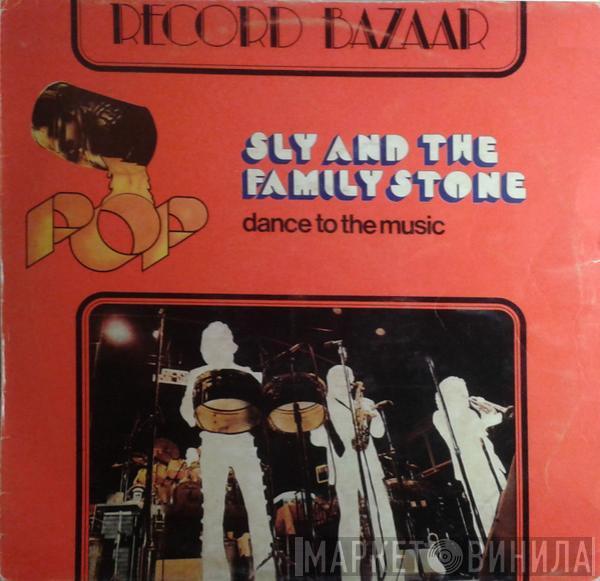 RECORD BAZAAR
POP
SLY AND THE
FAMILY STONE
dance to the music
МАРКЕТ ВИНИЛА